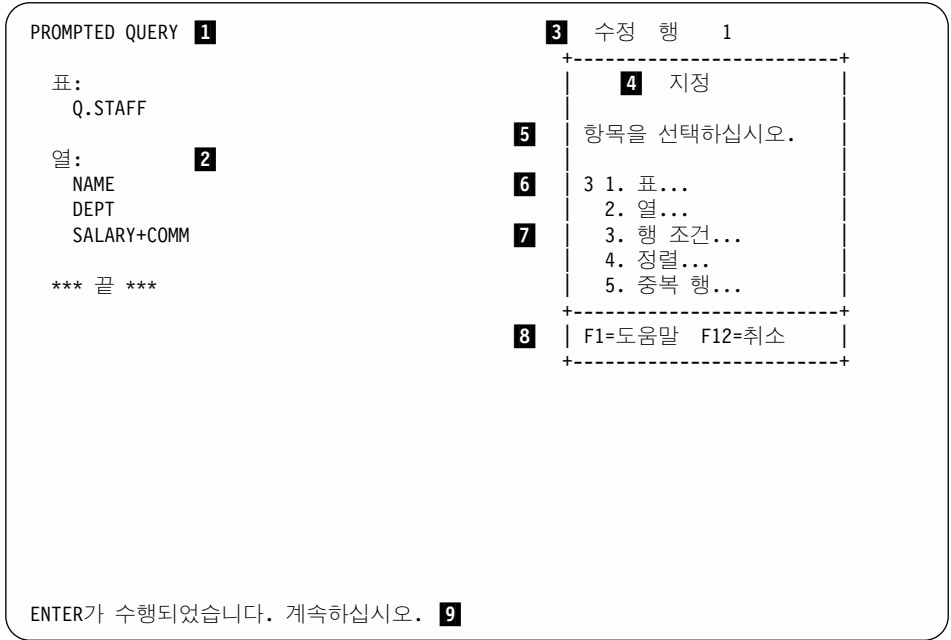 PROMPTED QUERY 1 3 수정 행 1
+-------------------------+
표: | 4 지정 |
Q.STAFF | |
5 | 항목을 선택하십시오. |
열: 2 | |
NAME 6 | 3 1. 표... |
DEPT | 2. 열... |
SALARY+COMM 7 | 3. 행 조건... |
| 4. 정렬... |
*** 끝 *** | 5. 중복 행... |
+-------------------------+
8 | F1=도움말 F12=취소 |
+-------------------------+
ENTER가 수행되었습니다. 계속하십시오. 9